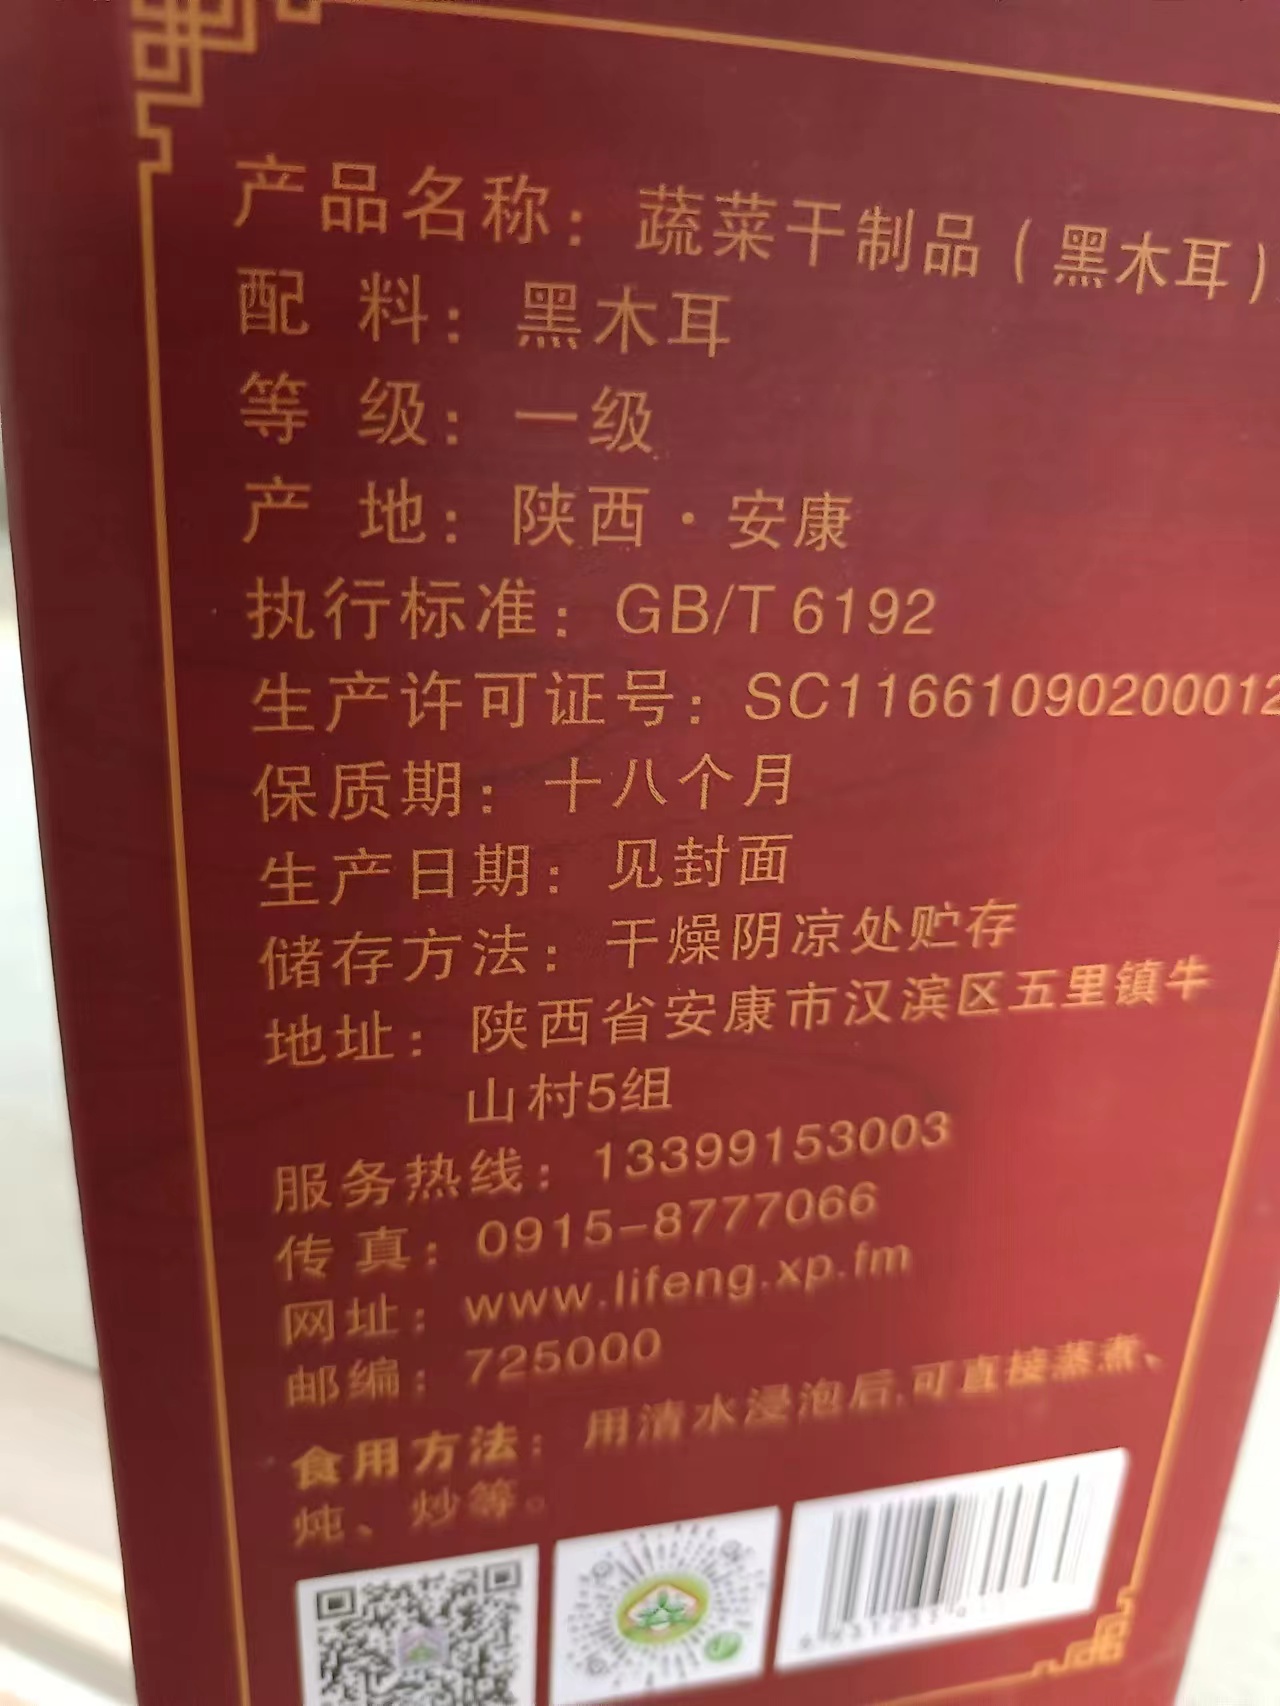 产品名称：蔬菜干制品（黑木耳）
配 料：黑木耳
等 级：一级
产 地：陕西·安康
执行标准：GB/T 6192
生产许可证号：SC11661090200012
保质期：十八个月
生产日期：见封面
储存方法：干燥阴凉处贮存
地址：陕西省安康市汉滨区五里镇牛
山村5组
服务热线：13399153003
传 真：0915-8777066
网址：www.lifeng.xp.fm
邮编：725000
食用方法：用清水浸泡后,可直接蒸煮、
炖、炒等。